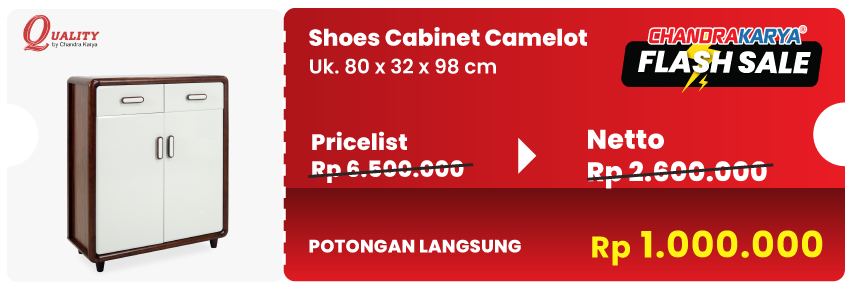 QUALITY
by Chandra Karya
Shoes Cabinet Camelot
Uk. 80 x 32 x 98 cm
CHANDRAKARYA®
FLASH SALE
Pricelist
Rp 6.500.000
Netto
Rp 2.600.000
POTONGAN LANGSUNG
Rp 1.000.000